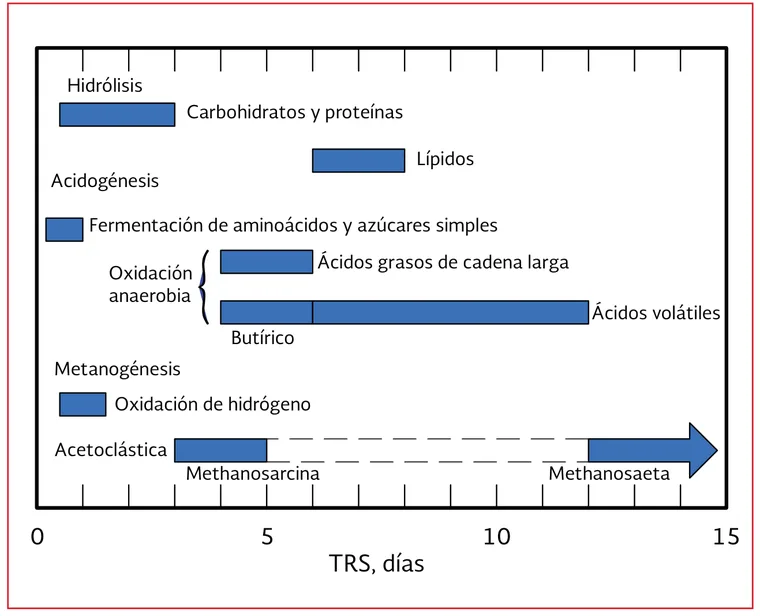 Hidrólisis
Carbohidratos y proteínas
Lípidos
Acidogénesis
Fermentación de aminoácidos y azúcares simples
Oxidación
anaerobia
Ácidos grasos de cadena larga
Ácidos volátiles
Butírico
Metanogénesis
Oxidación de hidrógeno
Acetoclástica
Methanosarcina
Methanosaeta
0 5 10 15
TRS, días